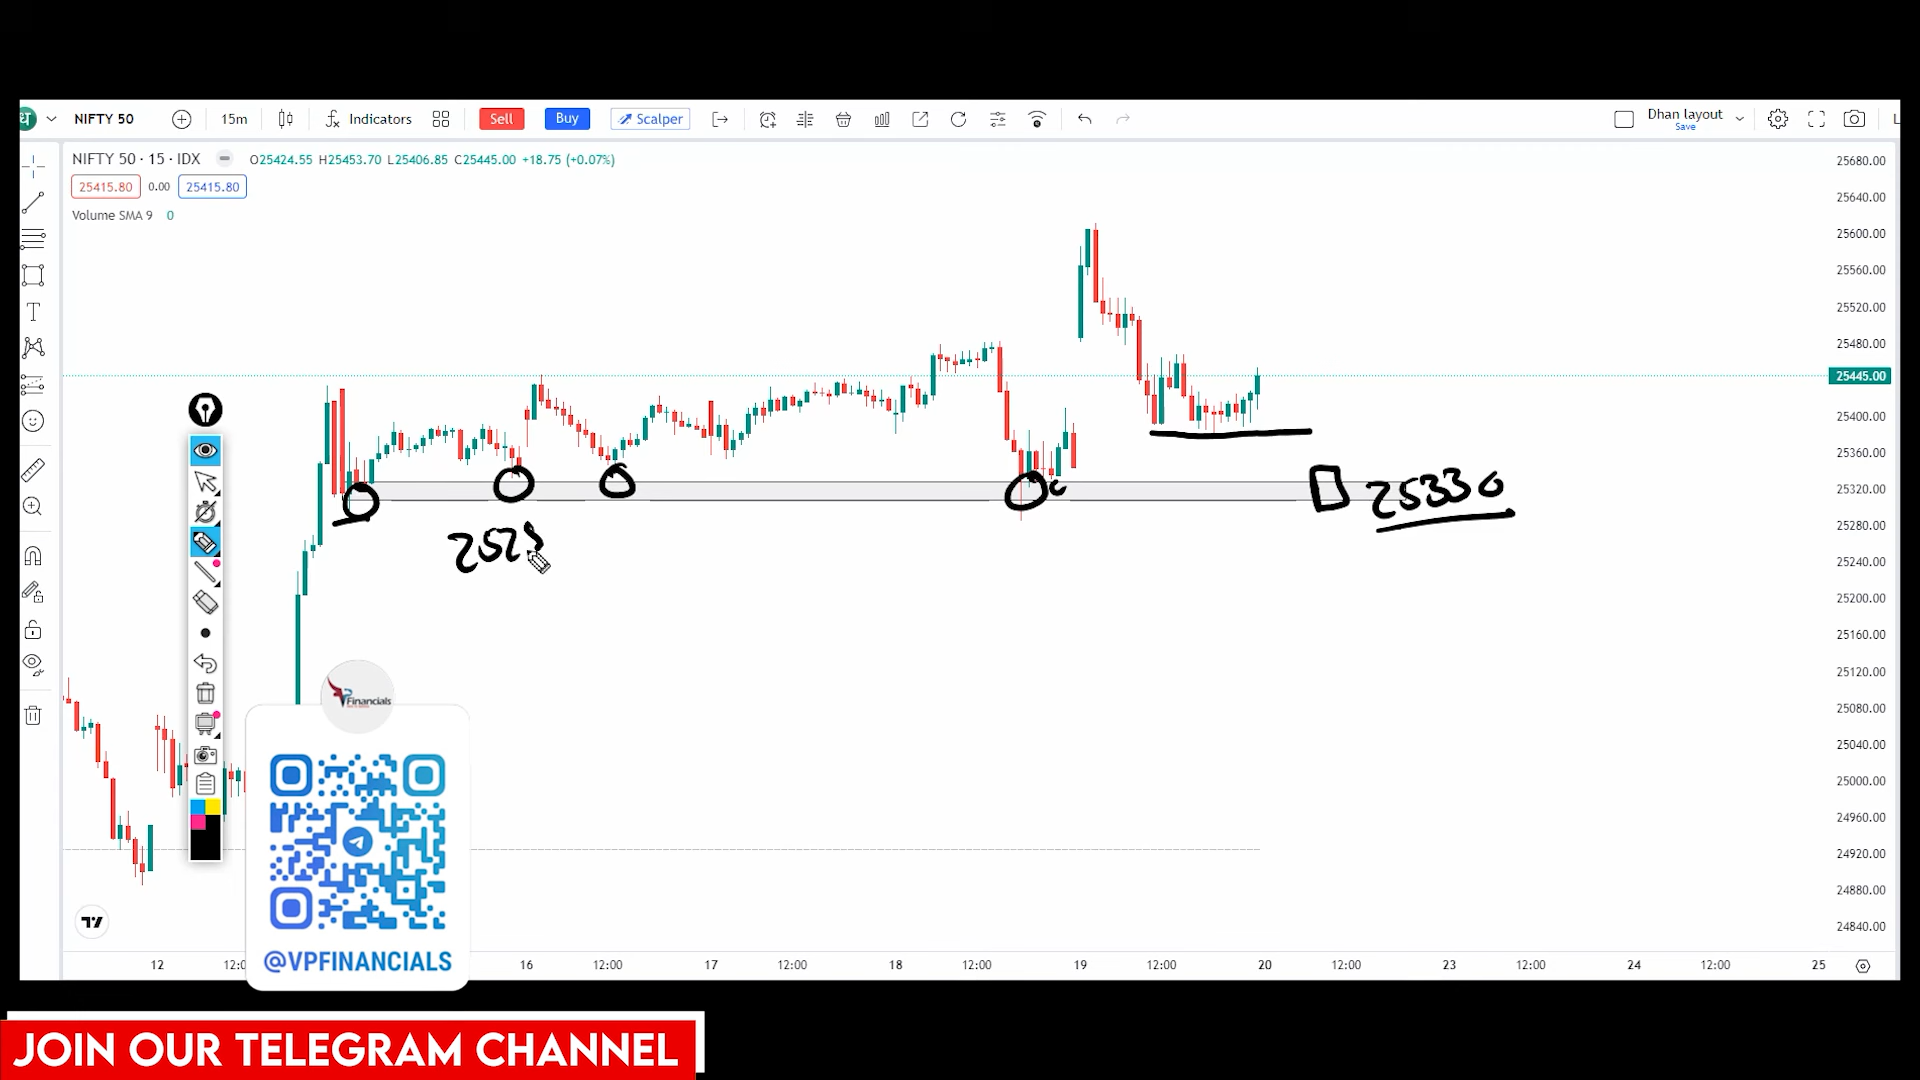 NIFTY 50 15m Indicators Sell Buy Scalper Dhan layout
Save
NIFTY 50 · 15 · IDX O25424.55 H25453.70 L25406.85 C25445.00 +18.75 (+0.07%)
25415.80 0.00 25415.80
Volume SMA 9 0
25680.00
25640.00
25600.00
25560.00
25520.00
25480.00
25445.00
25400.00
25360.00
25320.00
25280.00
25240.00
25200.00
25160.00
25120.00
25080.00
25040.00
25000.00
24960.00
24920.00
24880.00
24840.00
25330
2528
Financials
@VPFINANCIALS
12 12:0 16 12:00 17 12:00 18 12:00 19 12:00 20 12:00 23 12:00 24 12:00 25
JOIN OUR TELEGRAM CHANNEL